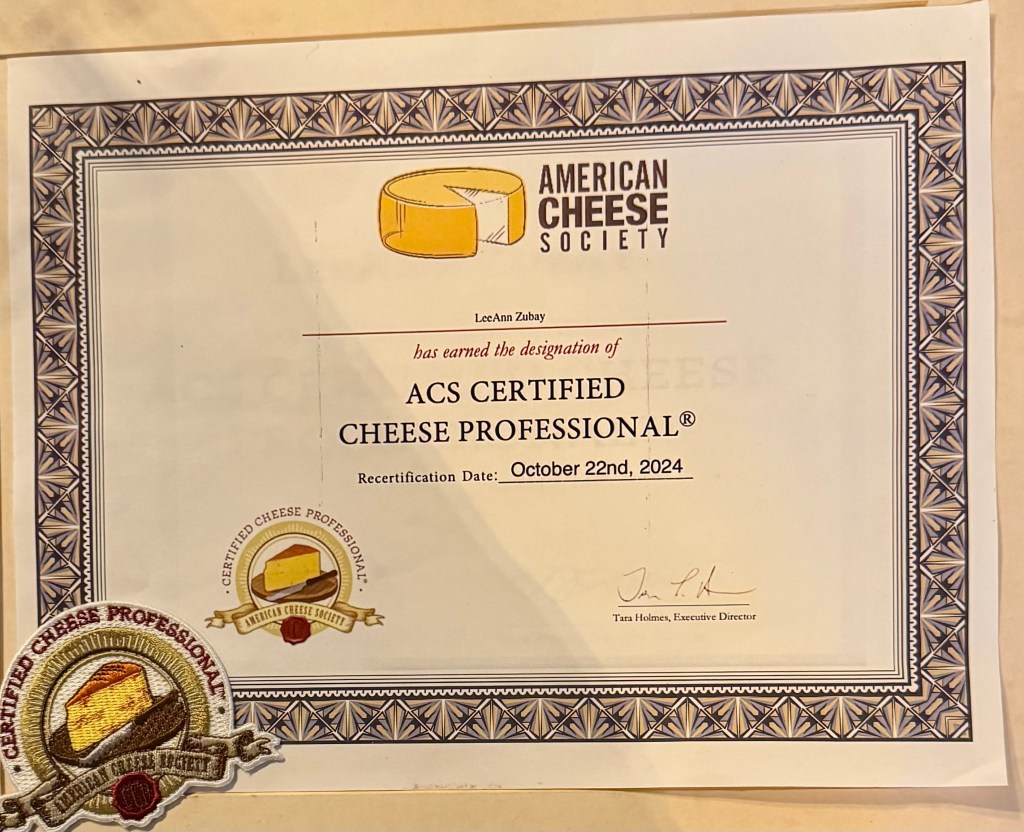 AMERICAN
CHEESE
SOCIETY
LeeAnn Zubay
has earned the designation of
ACS CERTIFIED
CHEESE PROFESSIONAL®
Recertification Date: October 22nd, 2024
· CERTIFIED CHEESE PROFESSIONAL® ·
AMERICAN CHEESE SOCIETY
Tara Holmes, Executive Director
CERTIFIED CHEESE PROFESSIONAL
AMERICAN CHEESE SOCIETY